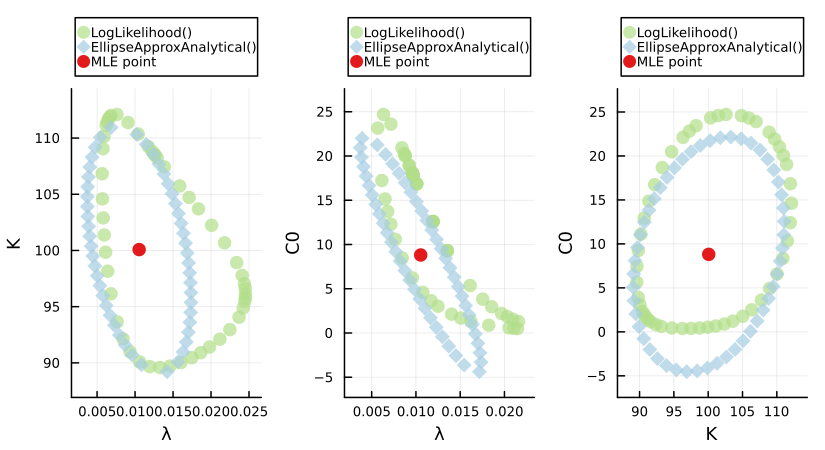 LogLikelihood()
EllipseApproxAnalytical()
MLE point
LogLikelihood()
EllipseApproxAnalytical()
MLE point
LogLikelihood()
EllipseApproxAnalytical()
MLE point
110
105
100
95
90
K
0.005 0.010 0.015 0.020 0.025
λ
25
20
15
10
5
0
−5
C0
0.005 0.010 0.015 0.020
λ
25
20
15
10
5
0
−5
C0
90 95 100 105 110
K